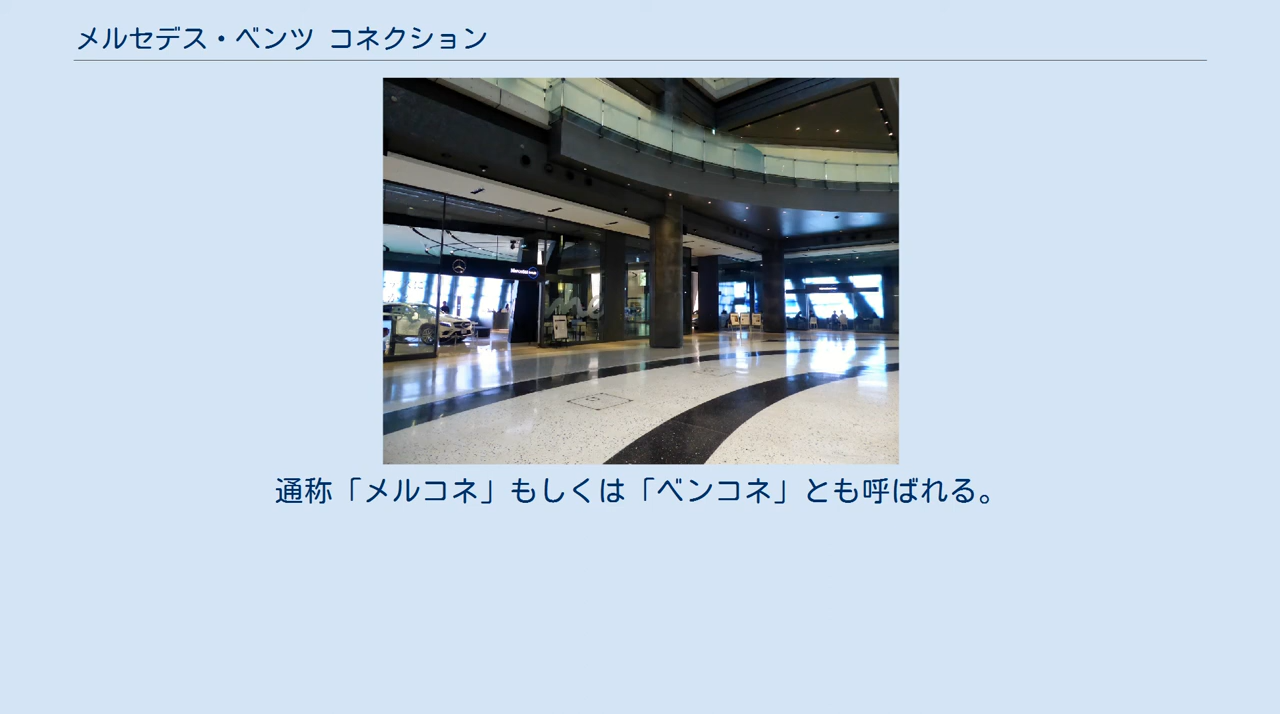 メルセデス・ベンツ コネクション
me
通称「メルコネ」もしくは「ベンコネ」とも呼ばれる。